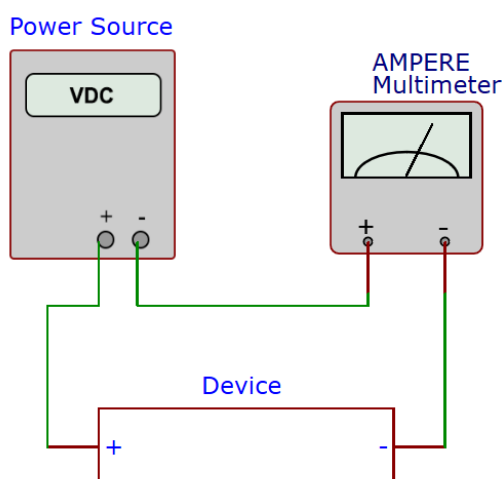 Power Source
VDC
+ -
AMPERE
Multimeter
+ -
Device
+ -